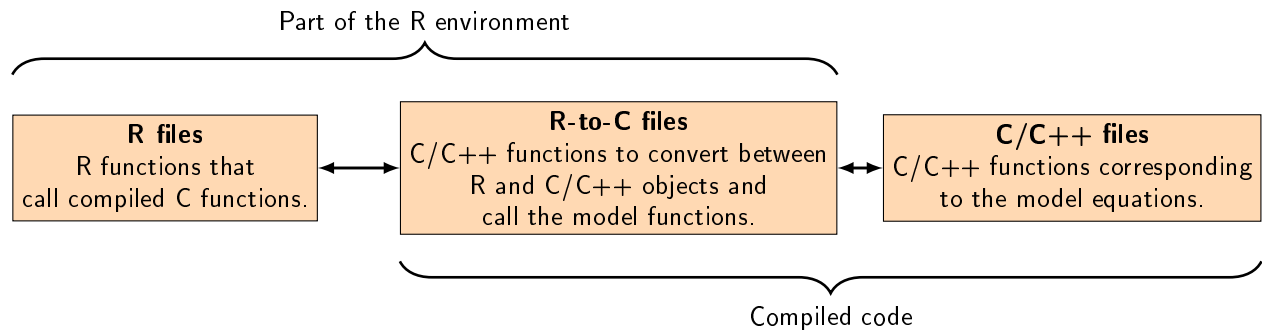 Part of the R environment
R files
R functions that
call compiled C functions.
R-to-C files
C/C++ functions to convert between
R and C/C++ objects and
call the model functions.
C/C++ files
C/C++ functions corresponding
to the model equations.
Compiled code